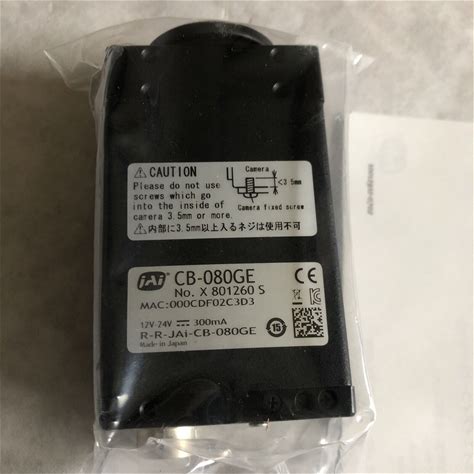 ⚠CAUTION
Please do not use
screws which go
into the inside of
camera 3.5mm or more.
Camera
<3.5mm
Camera fixed screw
⚠内部に3.5mm以上入るネジは使用不可
JAi CB-080GE
No. X 801260 S
MAC:000CDF02C3D3
12V-24V ⎓ 300mA
R-R-JAi-CB-080GE
Made in Japan
15
CE